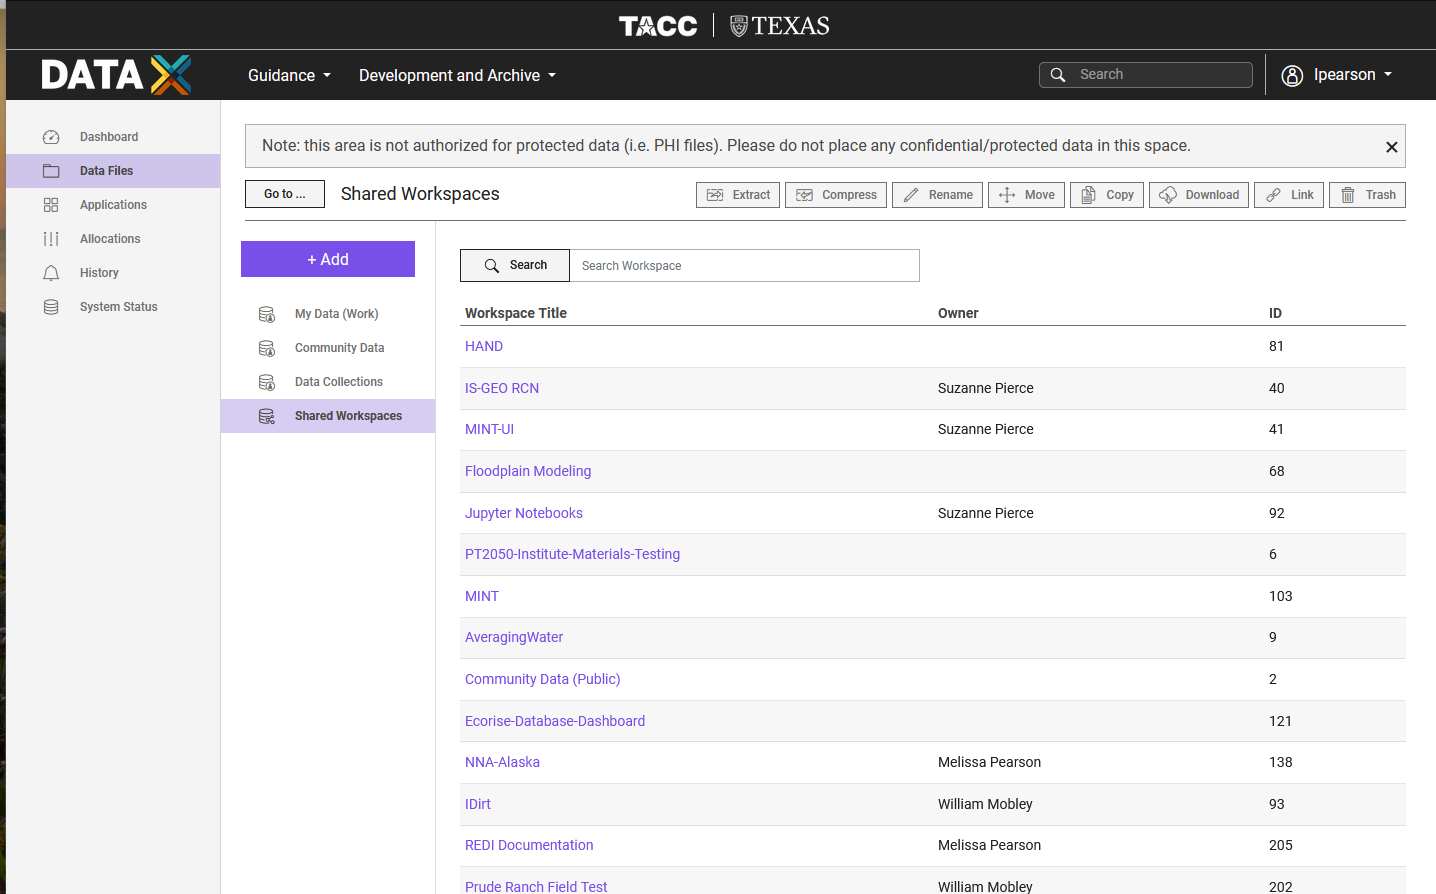 TACC TEXAS
DATA X
Guidance
Development and Archive
Search
lpearson
Dashboard
Data Files
Applications
Allocations
History
System Status
Note: this area is not authorized for protected data (i.e. PHI files). Please do not place any confidential/protected data in this space.
Go to ...
Shared Workspaces
Extract
Compress
Rename
Move
Copy
Download
Link
Trash
+ Add
My Data (Work)
Community Data
Data Collections
Shared Workspaces
Search
Search Workspace
Workspace Title Owner ID
HAND 81
IS-GEO RCN Suzanne Pierce 40
MINT-UI Suzanne Pierce 41
Floodplain Modeling 68
Jupyter Notebooks Suzanne Pierce 92
PT2050-Institute-Materials-Testing 6
MINT 103
AveragingWater 9
Community Data (Public) 2
Ecorise-Database-Dashboard 121
NNA-Alaska Melissa Pearson 138
IDirt William Mobley 93
REDI Documentation Melissa Pearson 205
Prude Ranch Field Test William Mobley 202